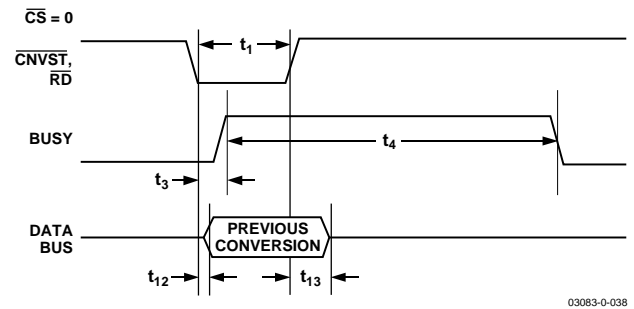 CS = 0
CNVST,
RD
t1
BUSY
t4
t3
DATA
BUS
PREVIOUS
CONVERSION
t12
t13
03083-0-038